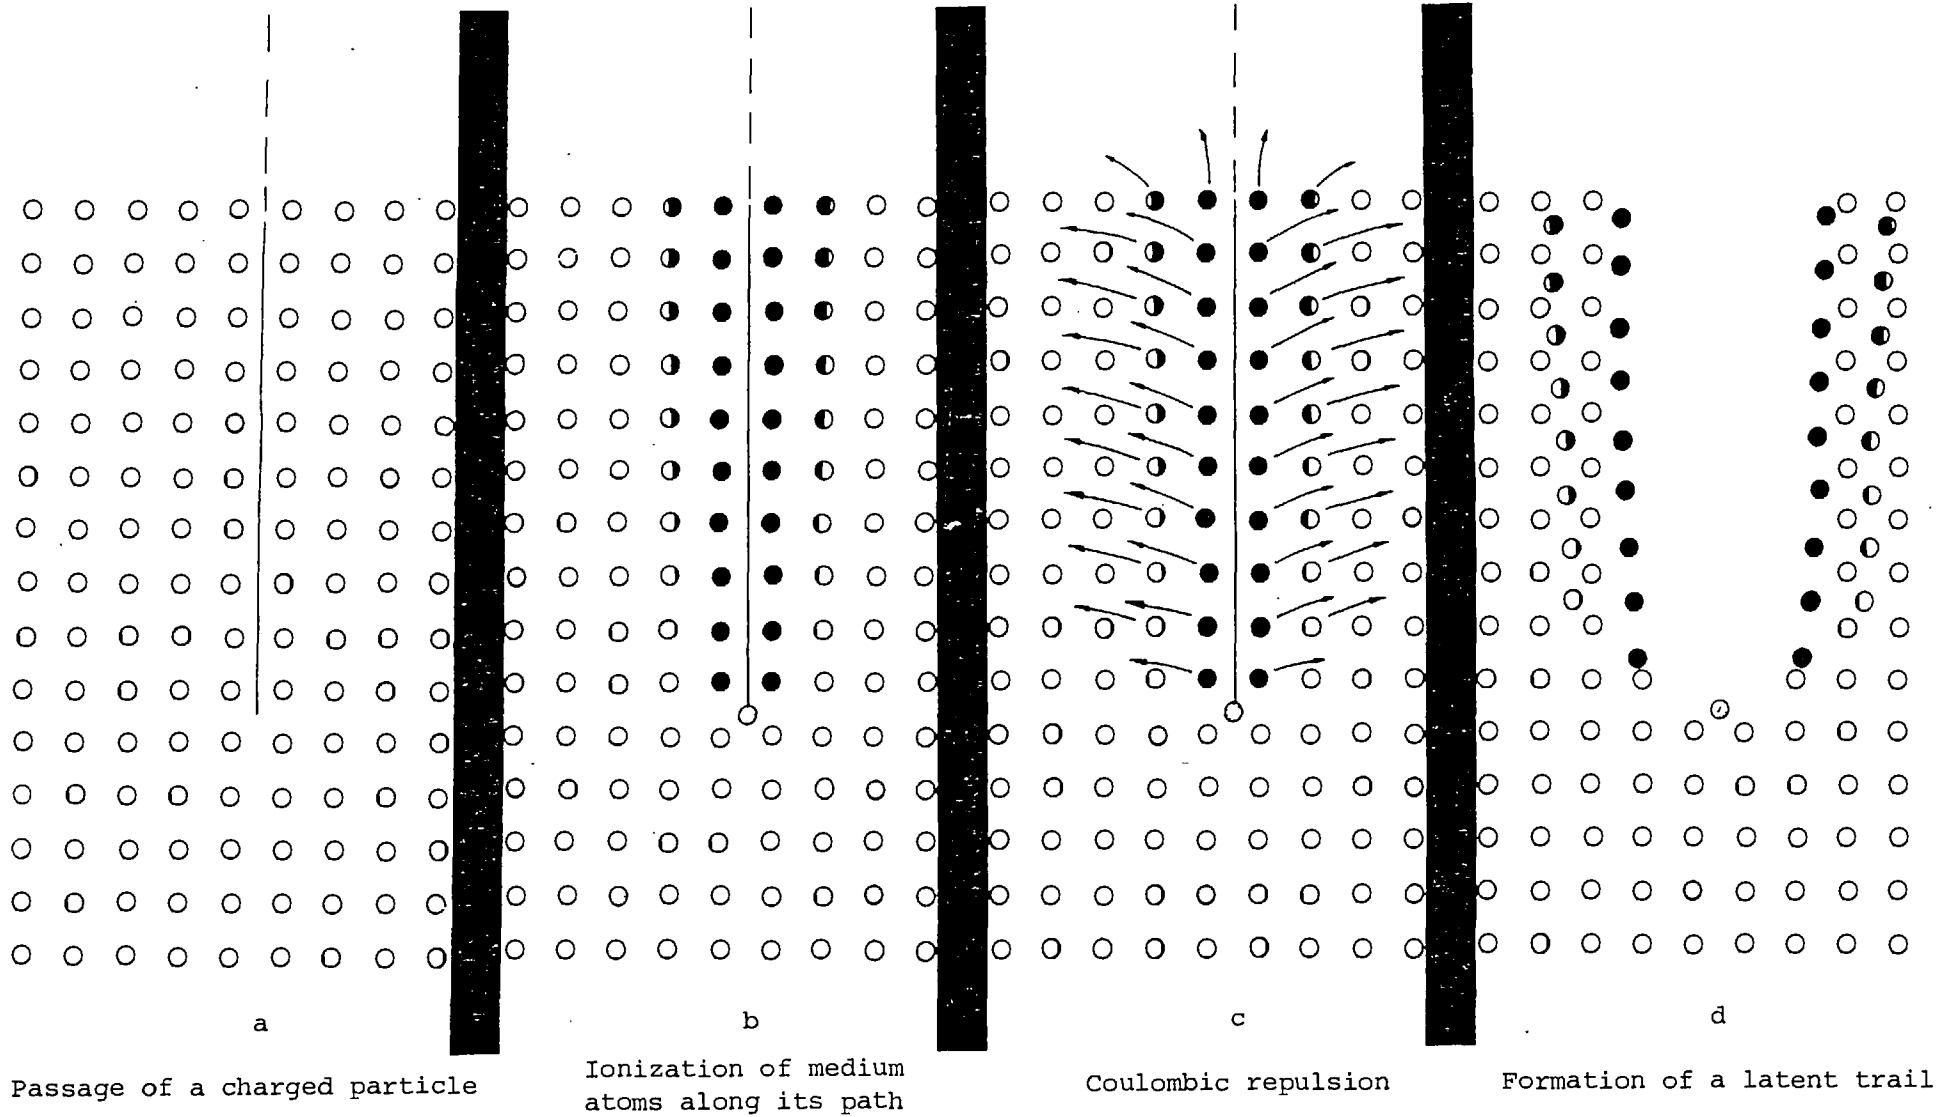 a
b
c
d
Passage of a charged particle
Ionization of medium
atoms along its path
Coulombic repulsion
Formation of a latent trail